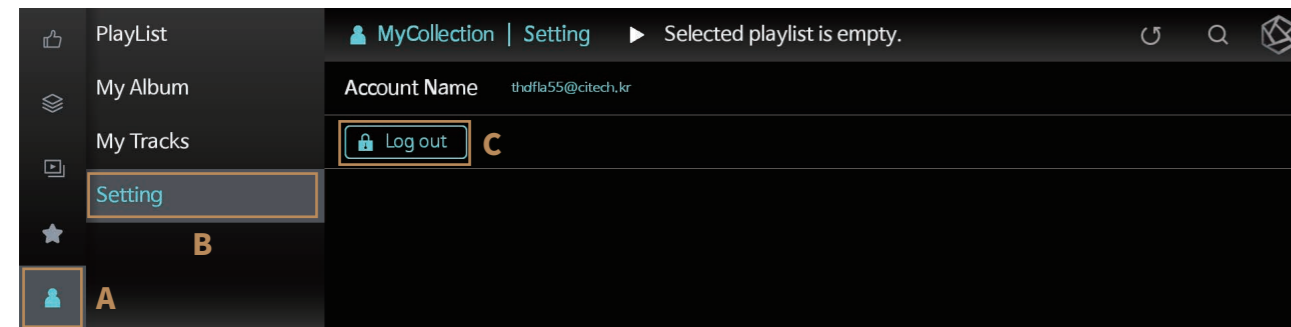 PlayList
My Album
My Tracks
Setting
B
A
MyCollection | Setting ▶ Selected playlist is empty.
Account Name thdfla55@citech.kr
Log out C